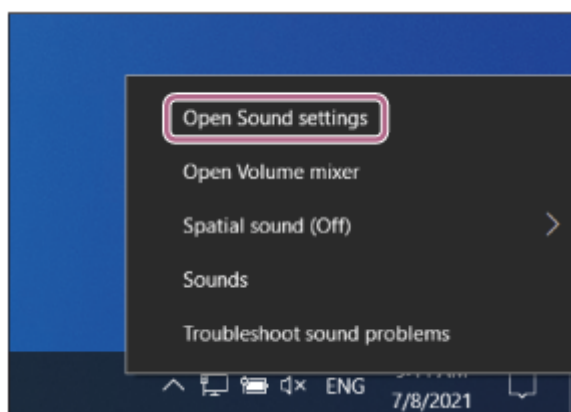 Open Sound settings
Open Volume mixer
Spatial sound (Off)
Sounds
Troubleshoot sound problems
ENG
7/8/2021